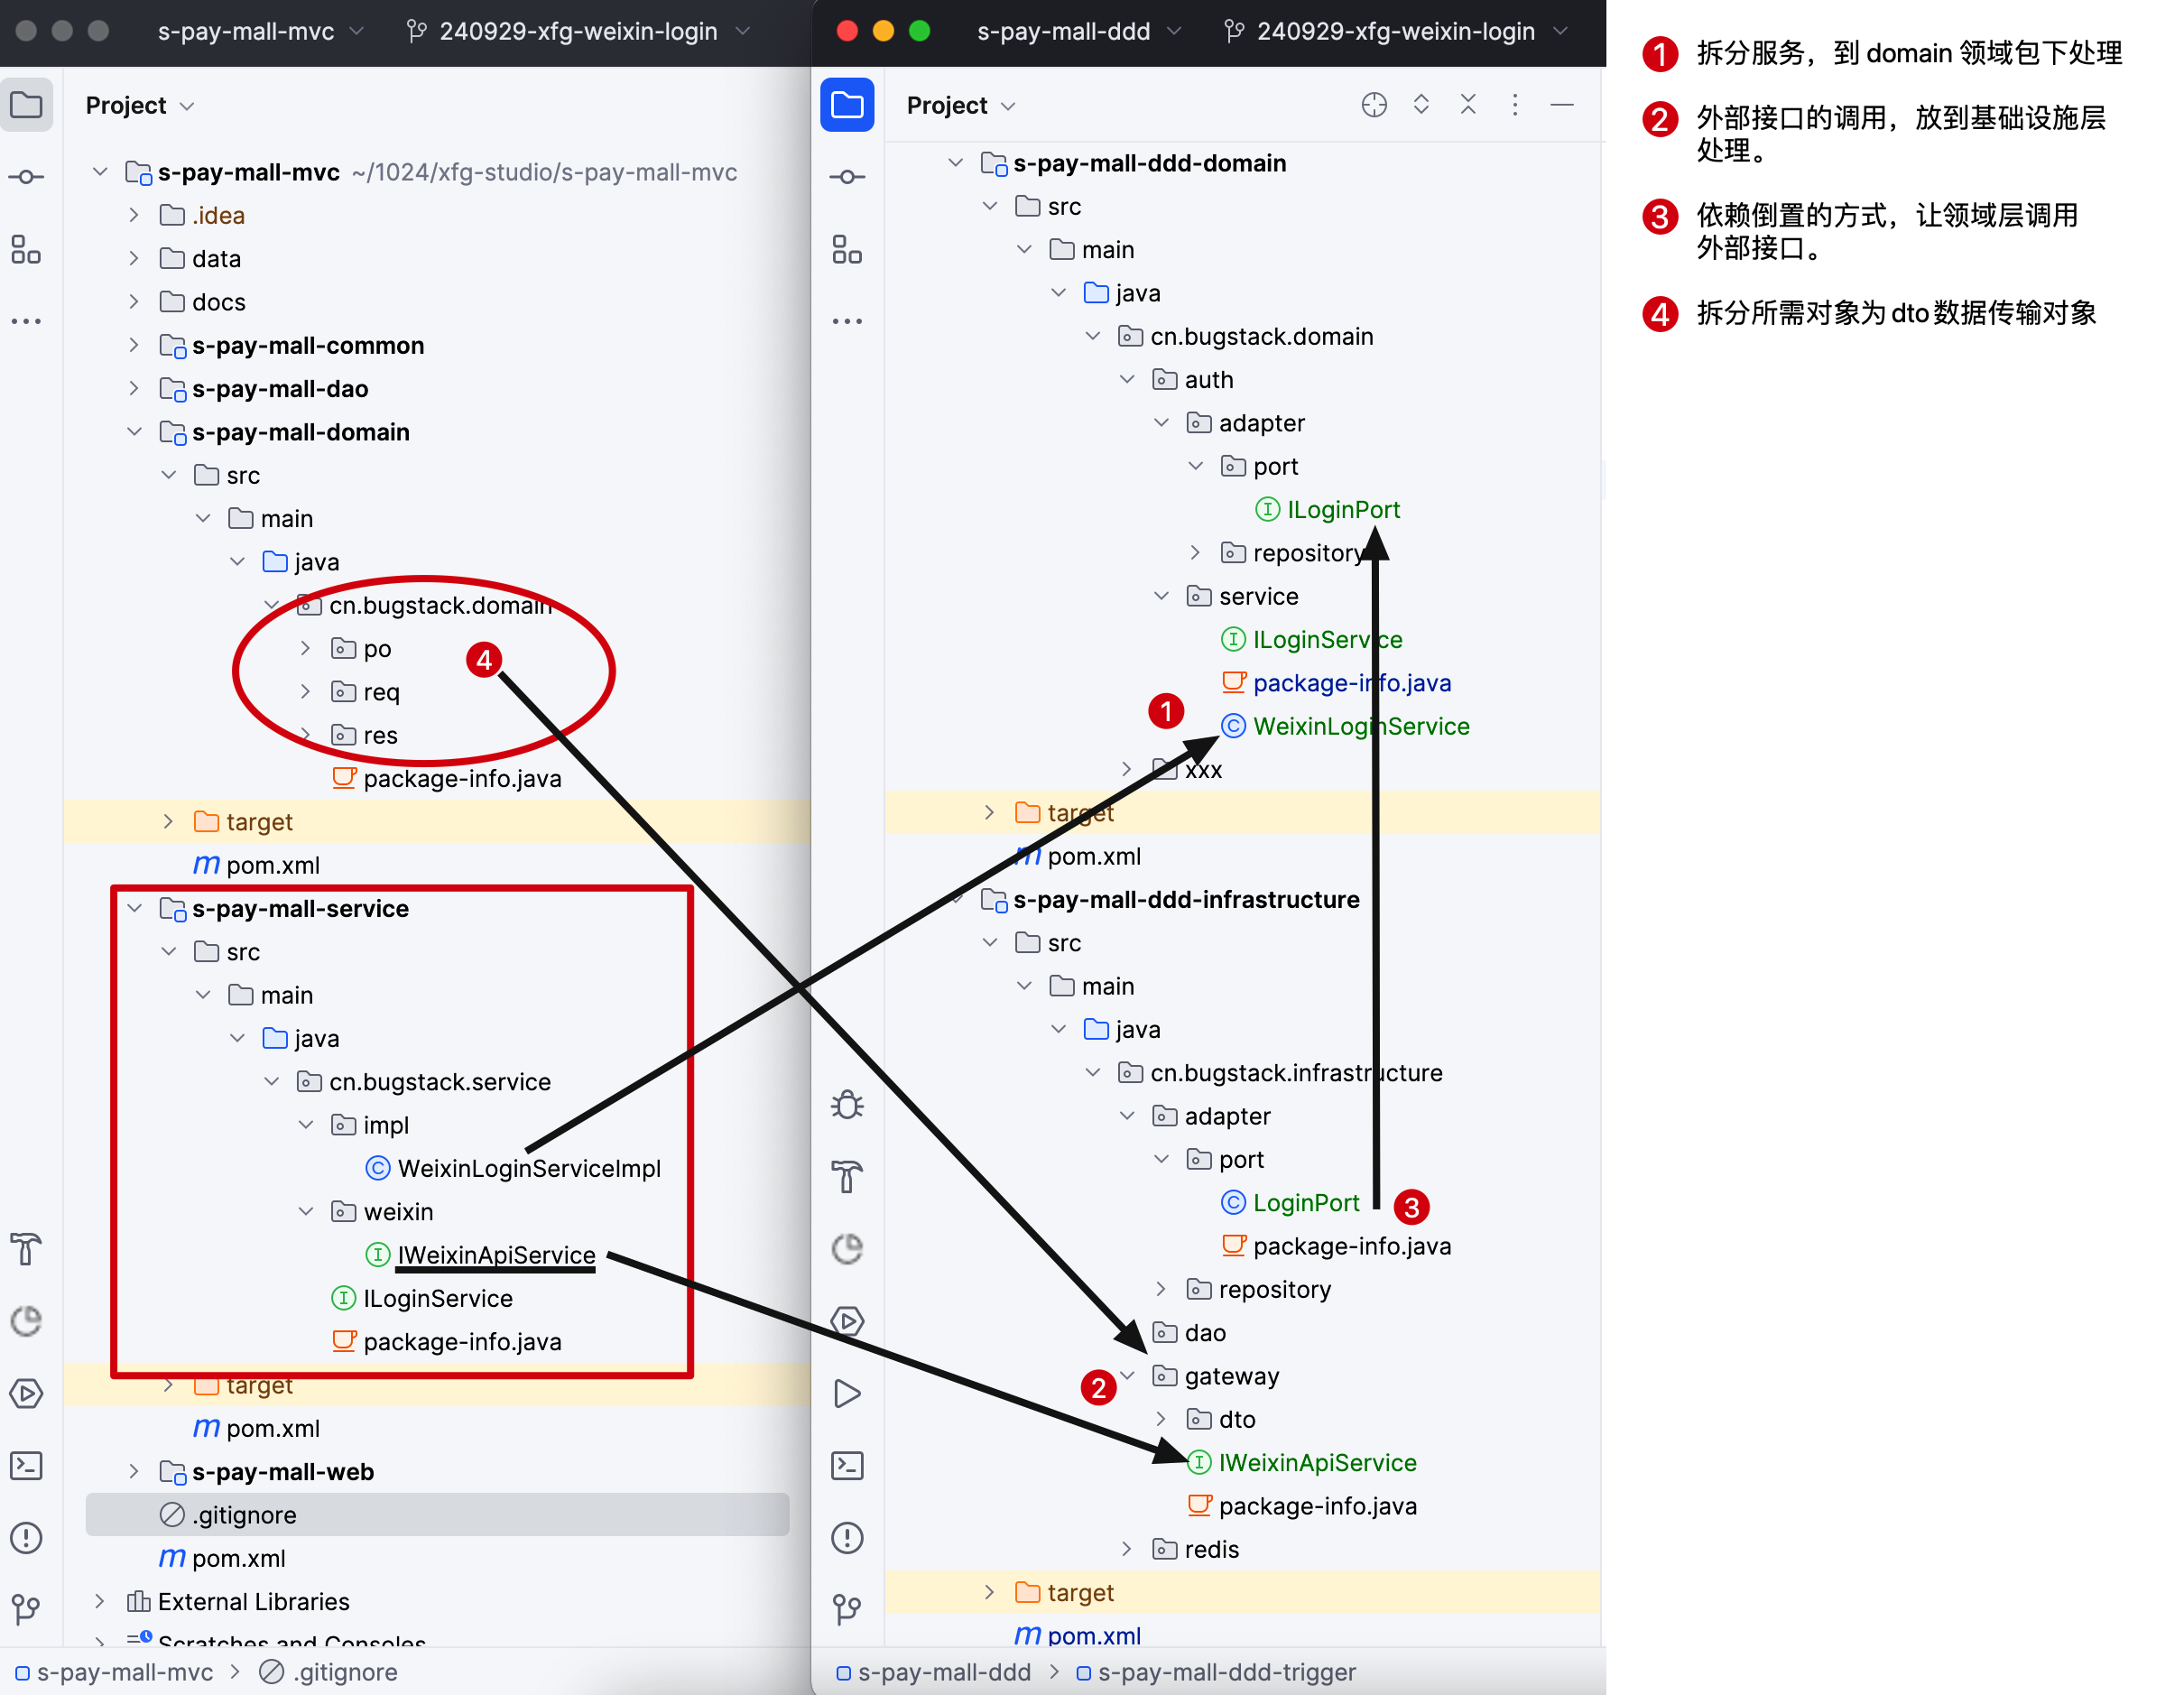 s-pay-mall-mvc
240929-xfg-weixin-login
Project
s-pay-mall-mvc ~/1024/xfg-studio/s-pay-mall-mvc
.idea
data
docs
s-pay-mall-common
s-pay-mall-dao
s-pay-mall-domain
src
main
java
cn.bugstack.domain
po
4
req
res
package-info.java
target
m pom.xml
s-pay-mall-service
src
main
java
cn.bugstack.service
impl
C WeixinLoginServiceImpl
weixin
I IWeixinApiService
I ILoginService
package-info.java
target
m pom.xml
s-pay-mall-web
.gitignore
m pom.xml
External Libraries
Scratches and Consoles
s-pay-mall-mvc > .gitignore
s-pay-mall-ddd
240929-xfg-weixin-login
Project
s-pay-mall-ddd-domain
src
main
java
cn.bugstack.domain
auth
adapter
port
I ILoginPort
repository
service
I ILoginService
package-info.java
1
C WeixinLoginService
xxx
target
m pom.xml
s-pay-mall-ddd-infrastructure
src
main
java
cn.bugstack.infrastructure
adapter
port
C LoginPort
3
package-info.java
repository
dao
2
gateway
dto
I IWeixinApiService
package-info.java
redis
target
m pom.xml
s-pay-mall-ddd > s-pay-mall-ddd-trigger
1 拆分服务，到 domain 领域包下处理
2 外部接口的调用，放到基础设施层
处理。
3 依赖倒置的方式，让领域层调用
外部接口。
4 拆分所需对象为 dto 数据传输对象